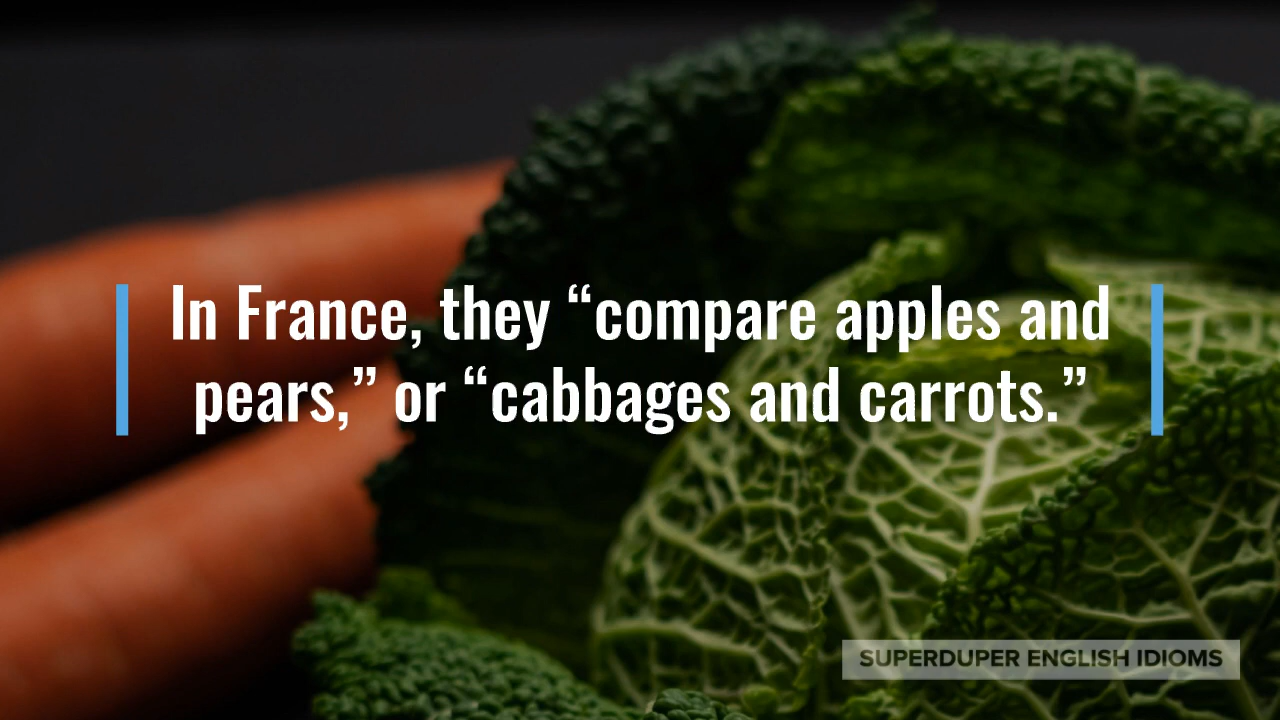 In France, they “compare apples and
pears,” or “cabbages and carrots.”
SUPERDUPER ENGLISH IDIOMS